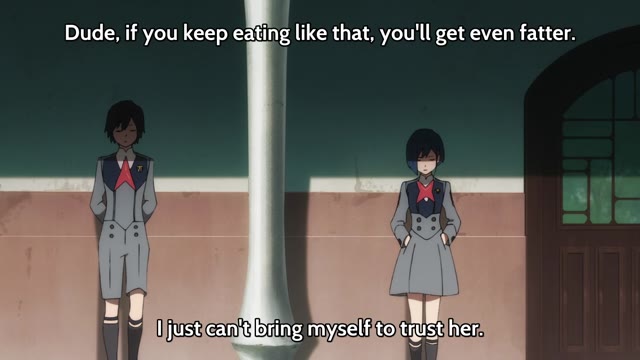 Dude, if you keep eating like that, you'll get even fatter.
I just can't bring myself to trust her.